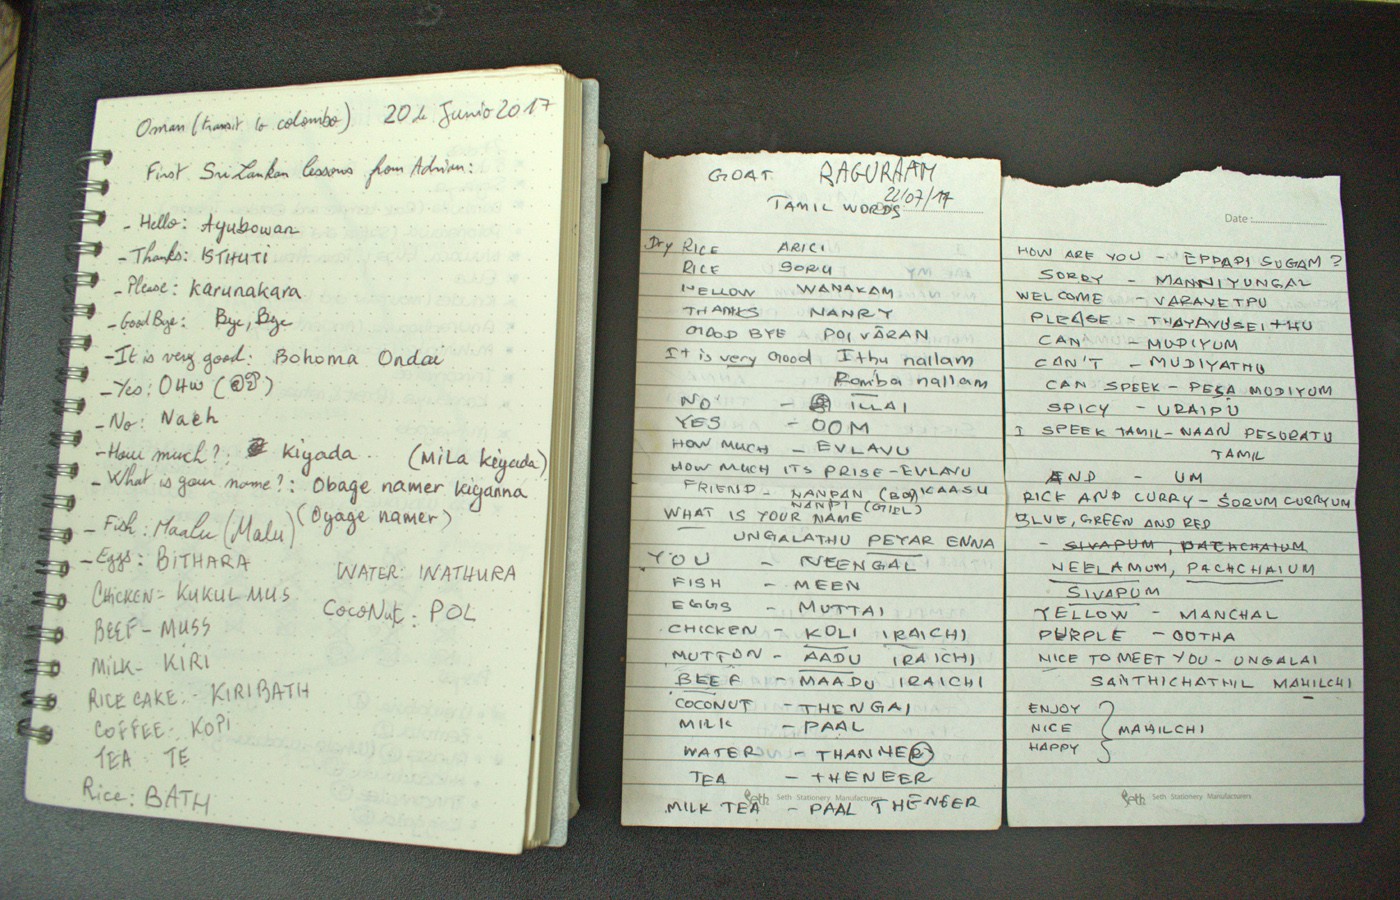 Oman (transit to colombo) 20 de Junio 2017
First Sri Lankan lessons from Adrian:
- Hello: Ayubowan
- Thanks: ISTHUTI
- Please: Karunakara
- Good Bye: Bye, Bye
- It is very good: Bohoma Ondai
- Yes: OHW
- No: Naeh
- How much?: Kiyada .. (MiLa Keyada)
- What is your name?: Obage namer kiyanna
(Oyage namer)
- Fish: Maalu (Malu)
- Eggs: BITHARA
WATER: INATHURA
CHICKEN - KUKUL MUS
COCONUT: POL
BEEF - MUSS
MILK - KIRI
RICE CAKE: - KIRIBATH
COFFEE: KOPI
TEA: TE
Rice: BATH
GOAT RAGURAAM
22/07/17
TAMIL WORDS
Dry RICE ARICI
RICE SORU
HELLOW WANAKAM
THANKS NANRY
GOOD BYE POI VĀRAN
It is very Good Ithu nallam
Romba nallam
NO - ILLAI
YES - OOM
HOW MUCH - EVLAVU
HOW MUCH ITS PRISE - EVLAVU
KAASU
FRIEND - NANPAN (BOY)
NANPI (GIRL)
WHAT IS YOUR NAME
UNGALATHU PEYAR ENNA
YOU - NEENGAL
FISH - MEEN
EGGS - MUTTAI
CHICKEN - KOLI IRAICHI
MUTTON - AADU IRAICHI
BEEF - MAADU IRAICHI
COCONUT - THENGAI
MILK - PAAL
WATER - THANNEER
TEA - THENEER
MILK TEA - PAAL THENEER
Seth Seth Stationery Manufacturers
Date :
HOW ARE YOU - EPPAPI SUGAM ?
SORRY - MANNIYUNGAL
WELCOME - VARAVETPU
PLEASE - THAYAVUSEITHU
CAN - MUDIYUM
CAN'T - MUDIYATHU
CAN SPEEK - PESA MUDIYUM
SPICY - URAIPU
I SPEEK TAMIL - NAAN PESURATU
TAMIL
AND - UM
RICK AND CURRY - SORUM CURRYUM
BLUE, GREEN AND RED
- SIVAPUM, PATCHCHAIUM
NEELAMUM, PACHCHAIUM
SIVAPUM
YELLOW - MANCHAL
PURPLE - OOTHA
NICE TO MEET YOU - UNGALAI
SANTHICHATHIL MAHILCHI
ENJOY
NICE } MAHILCHI
HAPPY
Seth Seth Stationery Manufacturers